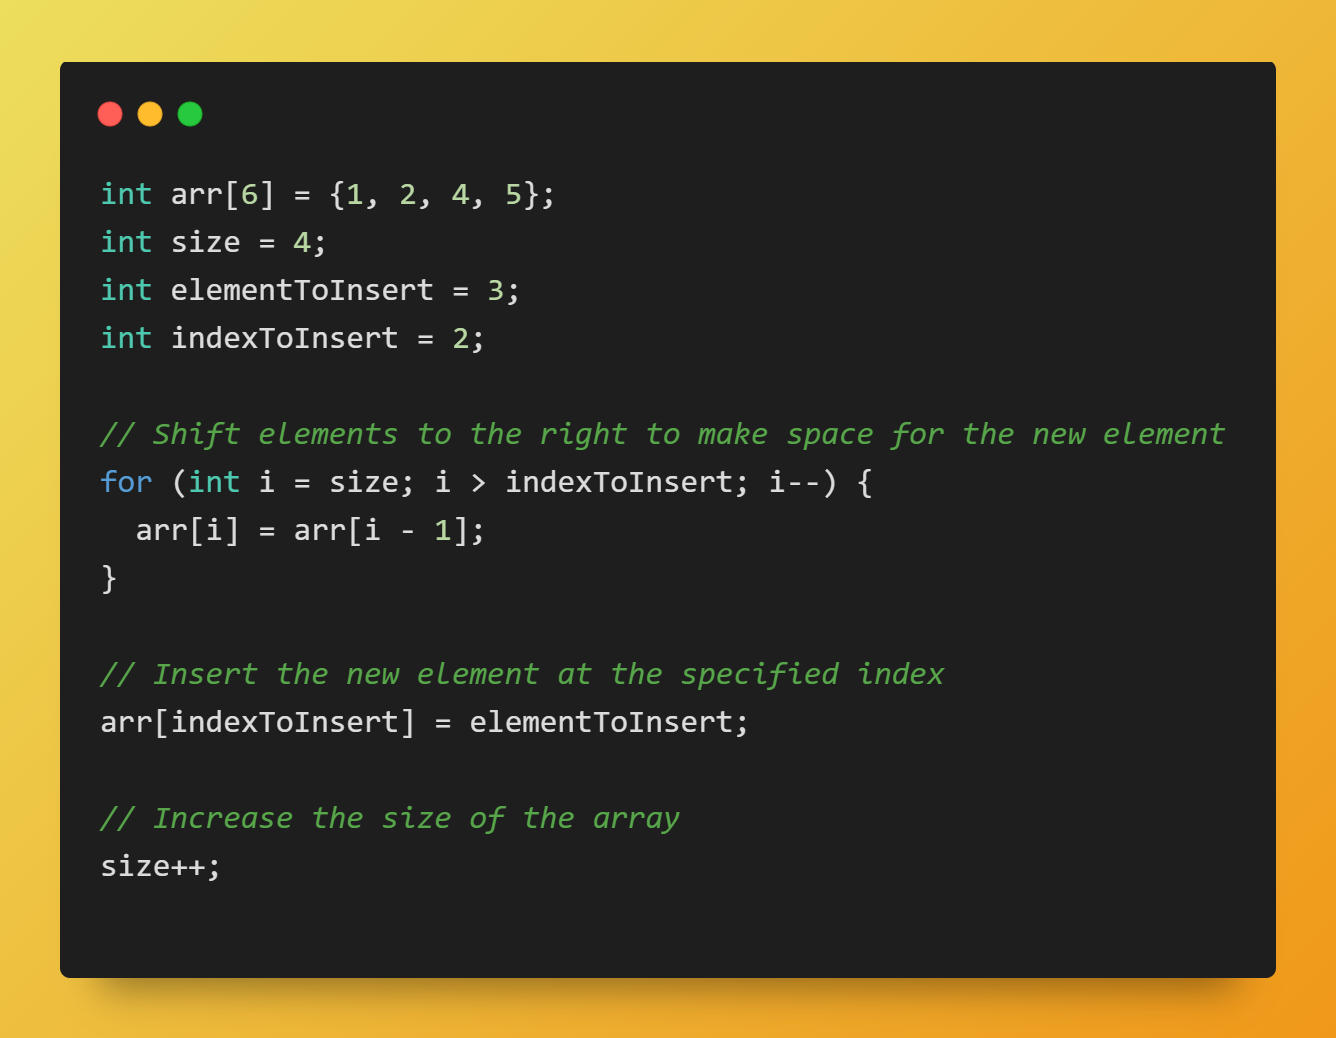 int arr[6] = {1, 2, 4, 5};
int size = 4;
int elementToInsert = 3;
int indexToInsert = 2;

// Shift elements to the right to make space for the new element
for (int i = size; i > indexToInsert; i--) {
  arr[i] = arr[i - 1];
}

// Insert the new element at the specified index
arr[indexToInsert] = elementToInsert;

// Increase the size of the array
size++;